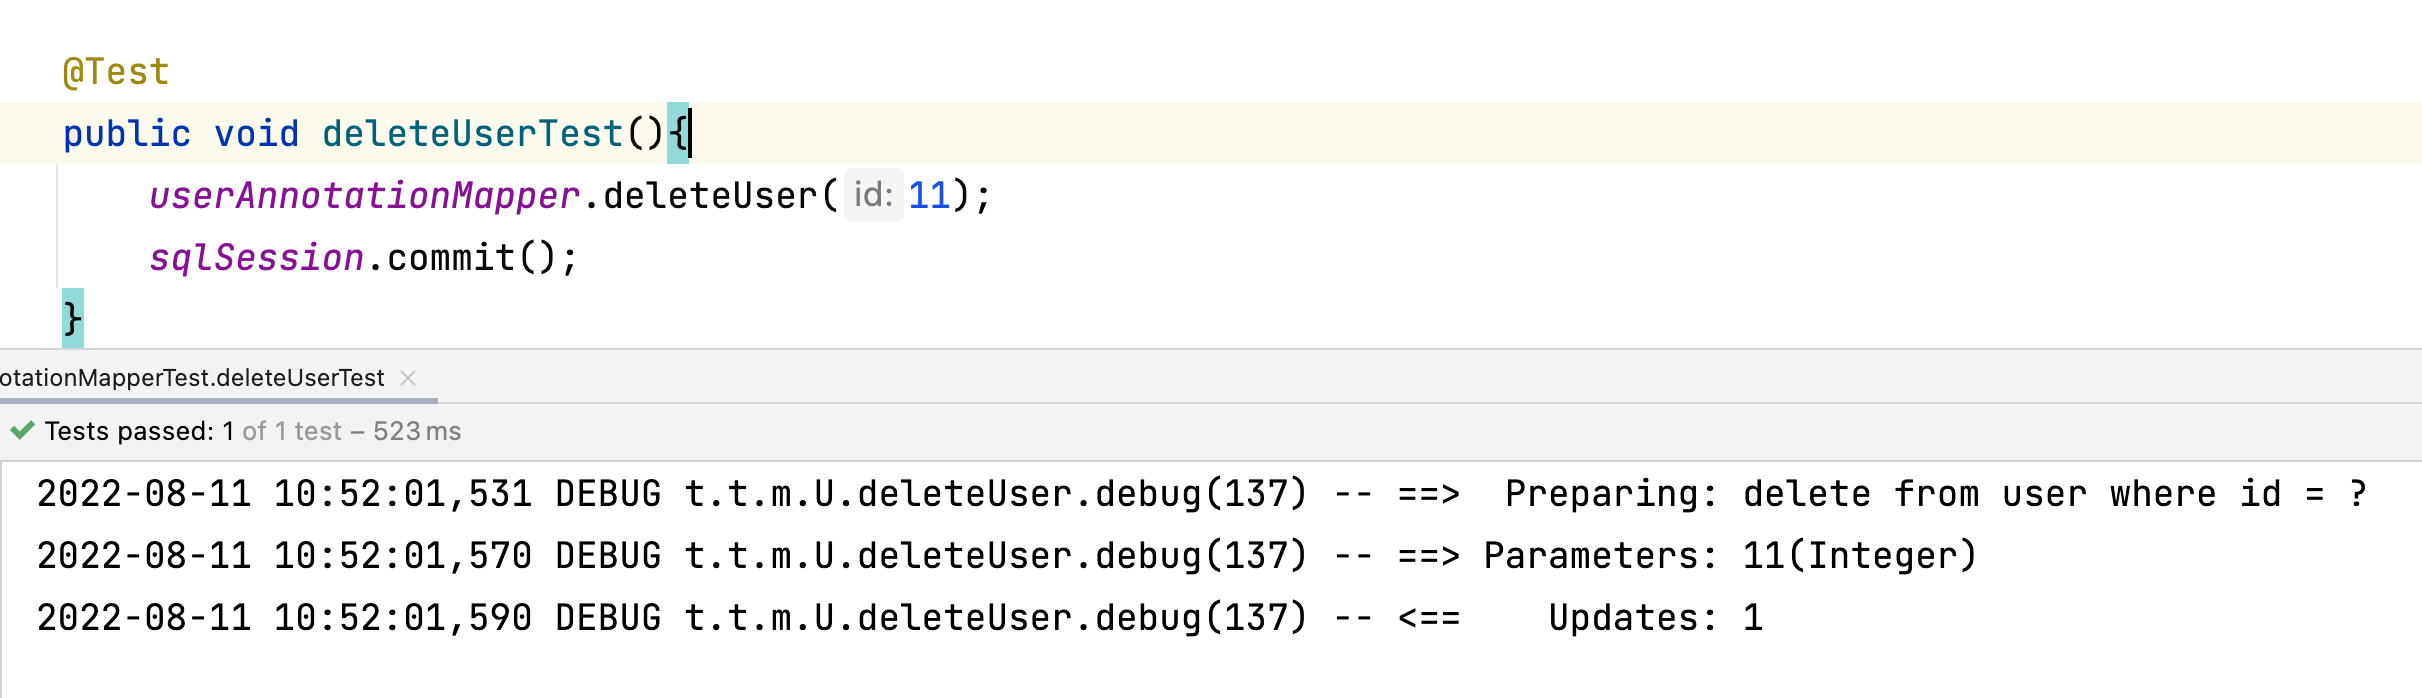 @Test
public void deleteUserTest(){
userAnnotationMapper.deleteUser( id: 11);
sqlSession.commit();
}
otationMapperTest.deleteUserTest ×
Tests passed: 1 of 1 test – 523 ms
2022-08-11 10:52:01,531 DEBUG t.t.m.U.deleteUser.debug(137) -- ==>  Preparing: delete from user where id = ?
2022-08-11 10:52:01,570 DEBUG t.t.m.U.deleteUser.debug(137) -- ==> Parameters: 11(Integer)
2022-08-11 10:52:01,590 DEBUG t.t.m.U.deleteUser.debug(137) -- <==    Updates: 1